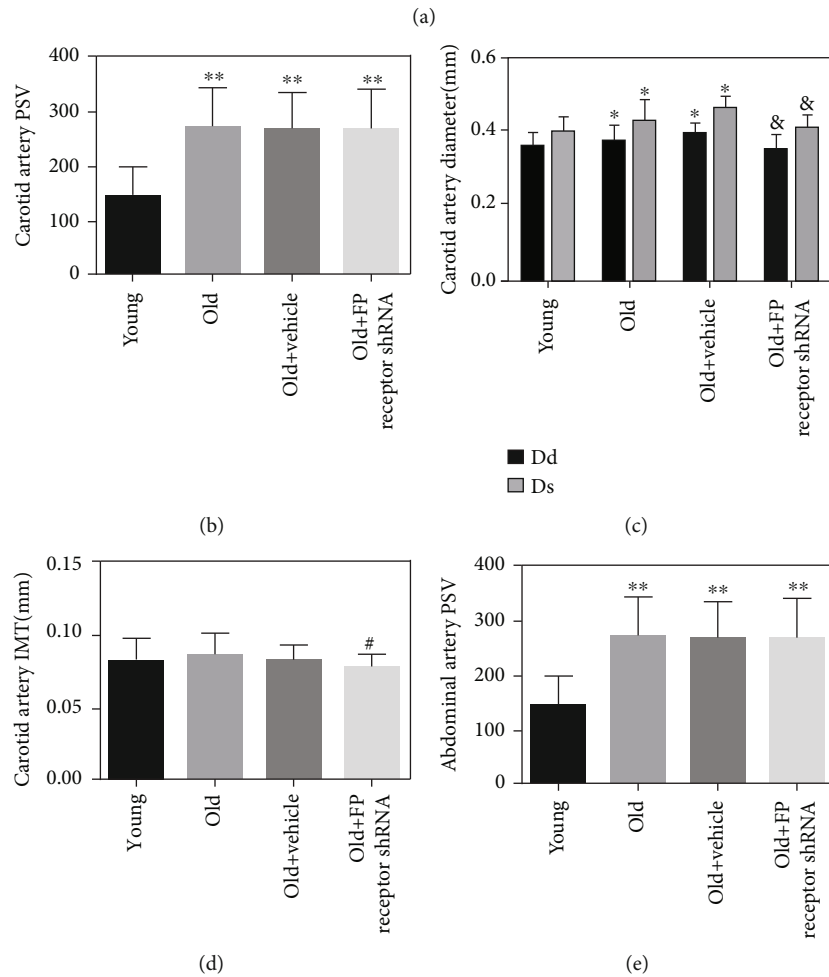 (a)
Carotid artery PSV
400
300
200
100
0
** ** **
Young
Old
Old+vehicle
Old+FP
receptor shRNA
(b)
Carotid artery diameter(mm)
0.6
0.4
0.2
0.0
* * * * & &
Young
Old
Old+vehicle
Old+FP
receptor shRNA
Dd
Ds
(c)
Carotid artery IMT(mm)
0.15
0.10
0.05
0.00
#
Young
Old
Old+vehicle
Old+FP
receptor shRNA
(d)
Abdominal artery PSV
400
300
200
100
0
** ** **
Young
Old
Old+vehicle
Old+FP
receptor shRNA
(e)